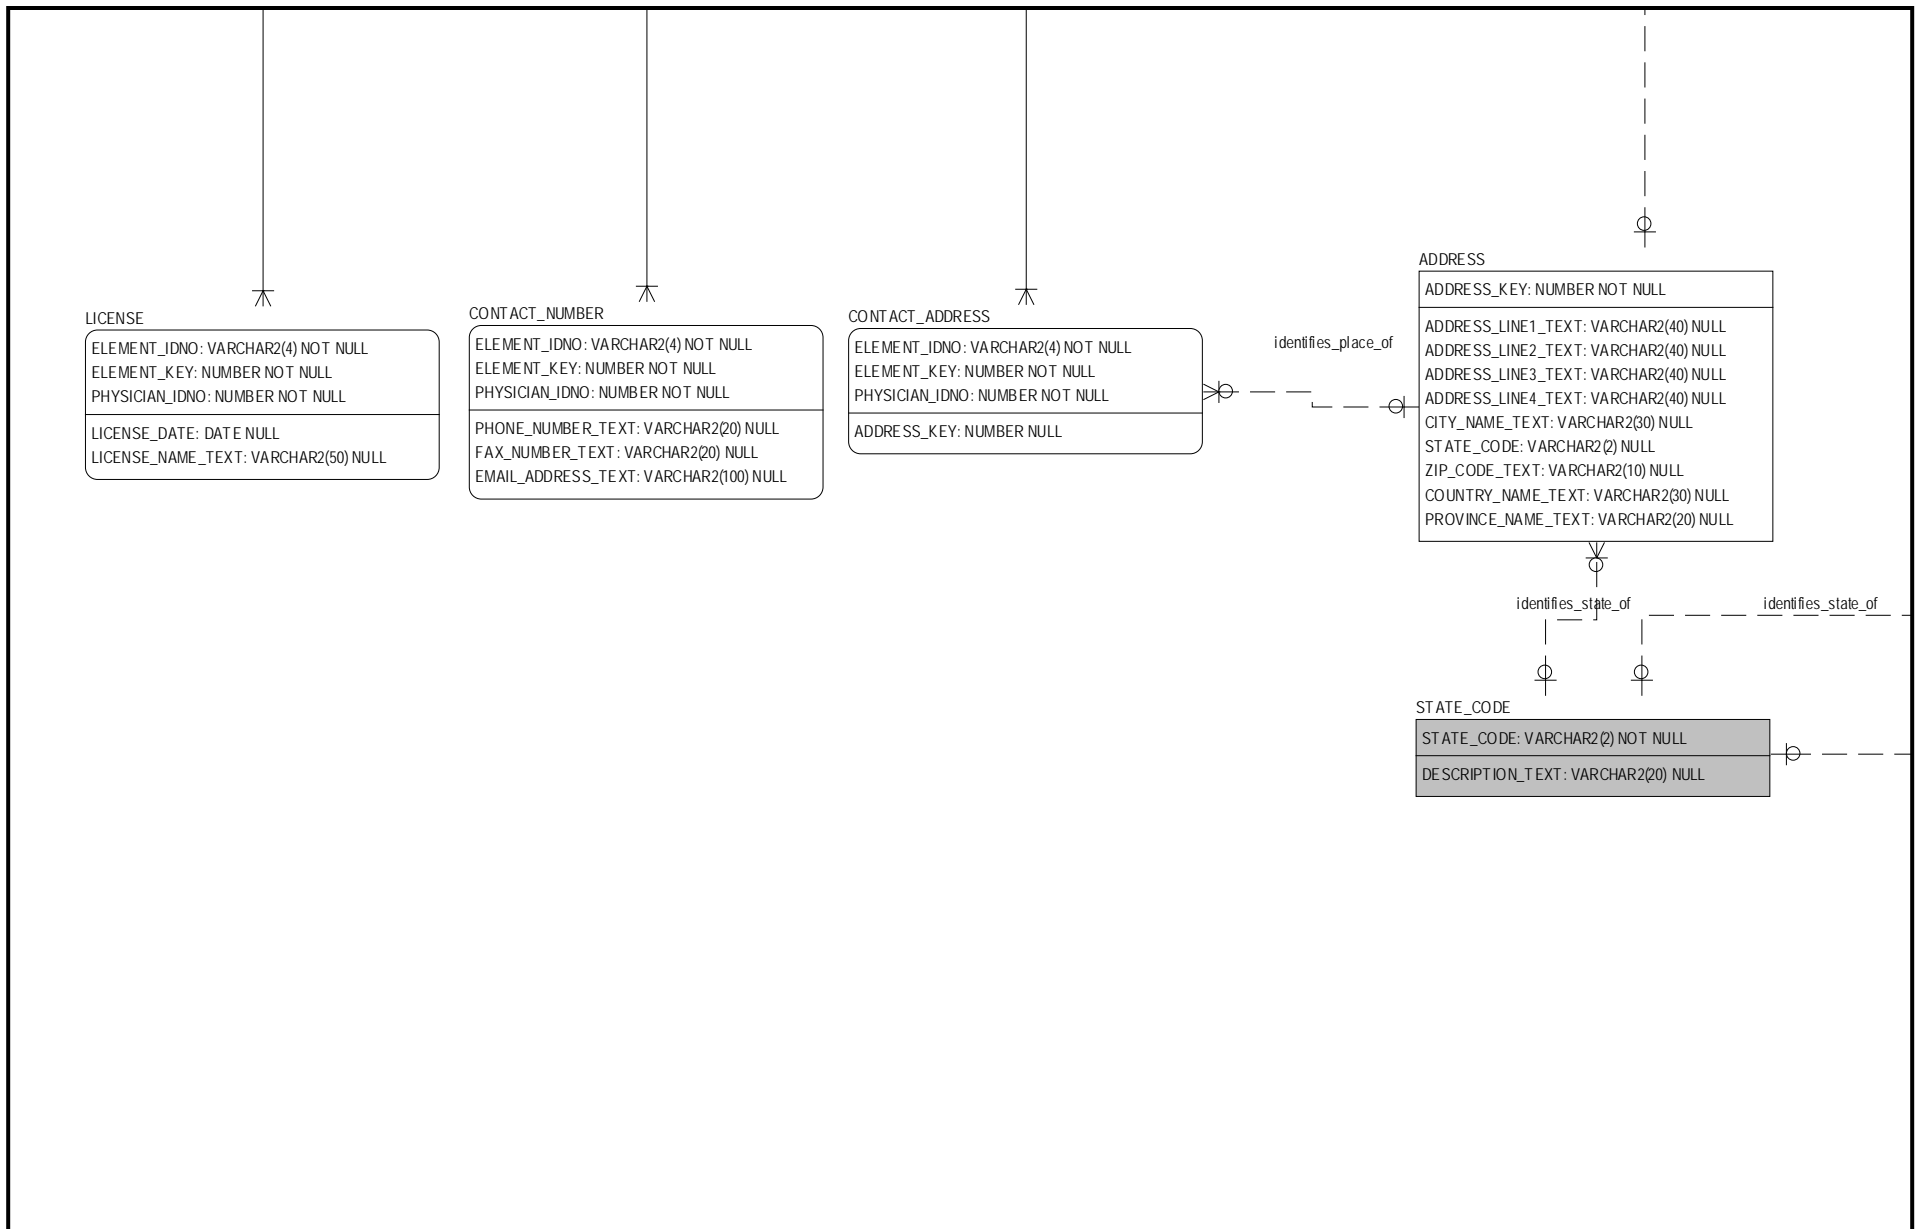 LICENSE
ELEMENT_IDNO: VARCHAR2(4) NOT NULL
ELEMENT_KEY: NUMBER NOT NULL
PHYSICIAN_IDNO: NUMBER NOT NULL
LICENSE_DATE: DATE NULL
LICENSE_NAME_TEXT: VARCHAR2(50) NULL
CONTACT_NUMBER
ELEMENT_IDNO: VARCHAR2(4) NOT NULL
ELEMENT_KEY: NUMBER NOT NULL
PHYSICIAN_IDNO: NUMBER NOT NULL
PHONE_NUMBER_TEXT: VARCHAR2(20) NULL
FAX_NUMBER_TEXT: VARCHAR2(20) NULL
EMAIL_ADDRESS_TEXT: VARCHAR2(100) NULL
CONTACT_ADDRESS
ELEMENT_IDNO: VARCHAR2(4) NOT NULL
ELEMENT_KEY: NUMBER NOT NULL
PHYSICIAN_IDNO: NUMBER NOT NULL
ADDRESS_KEY: NUMBER NULL
identifies_place_of
ADDRESS
ADDRESS_KEY: NUMBER NOT NULL
ADDRESS_LINE1_TEXT: VARCHAR2(40) NULL
ADDRESS_LINE2_TEXT: VARCHAR2(40) NULL
ADDRESS_LINE3_TEXT: VARCHAR2(40) NULL
ADDRESS_LINE4_TEXT: VARCHAR2(40) NULL
CITY_NAME_TEXT: VARCHAR2(30) NULL
STATE_CODE: VARCHAR2(2) NULL
ZIP_CODE_TEXT: VARCHAR2(10) NULL
COUNTRY_NAME_TEXT: VARCHAR2(30) NULL
PROVINCE_NAME_TEXT: VARCHAR2(20) NULL
identifies_state_of
identifies_state_of
STATE_CODE
STATE_CODE: VARCHAR2(2) NOT NULL
DESCRIPTION_TEXT: VARCHAR2(20) NULL